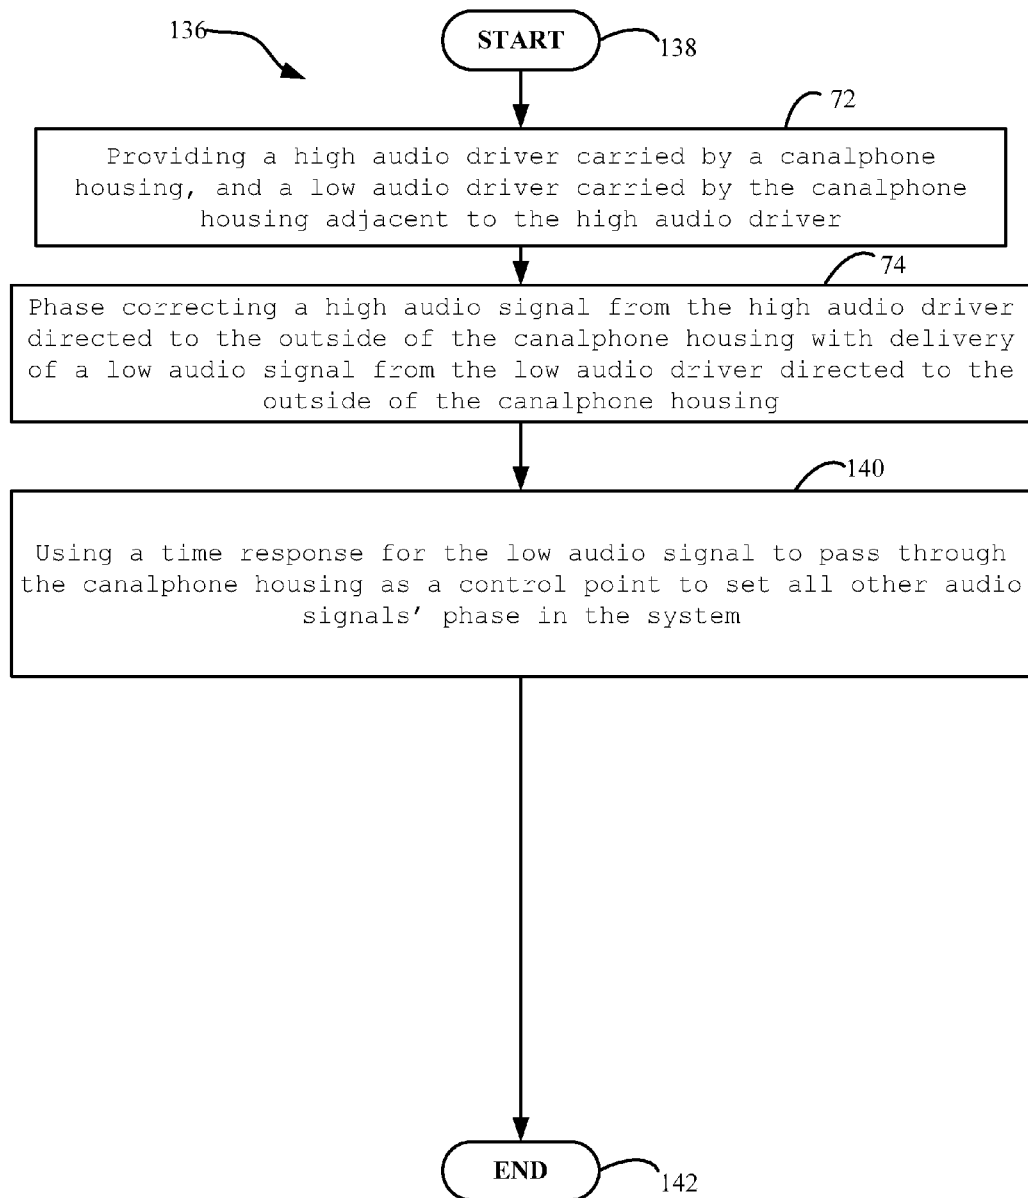 136
START
138
72
Providing a high audio driver carried by a canalphone
housing, and a low audio driver carried by the canalphone
housing adjacent to the high audio driver
74
Phase correcting a high audio signal from the high audio driver
directed to the outside of the canalphone housing with delivery
of a low audio signal from the low audio driver directed to the
outside of the canalphone housing
140
Using a time response for the low audio signal to pass through
the canalphone housing as a control point to set all other audio
signals' phase in the system
END
142